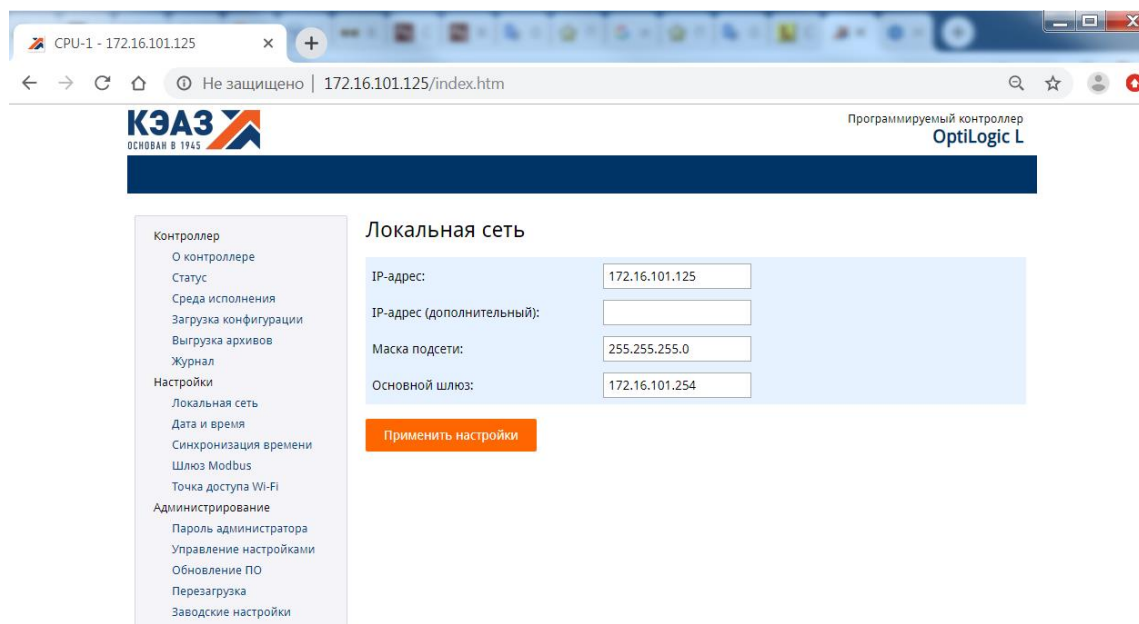 CPU-1 - 172.16.101.125
Не защищено | 172.16.101.125/index.htm
КЭАЗ
ОСНОВАН В 1945
Программируемый контроллер
OptiLogic L
Контроллер
О контроллере
Статус
Среда исполнения
Загрузка конфигурации
Выгрузка архивов
Журнал
Настройки
Локальная сеть
Дата и время
Синхронизация времени
Шлюз Modbus
Точка доступа Wi-Fi
Администрирование
Пароль администратора
Управление настройками
Обновление ПО
Перезагрузка
Заводские настройки
Локальная сеть
IP-адрес: 172.16.101.125
IP-адрес (дополнительный):
Маска подсети: 255.255.255.0
Основной шлюз: 172.16.101.254
Применить настройки